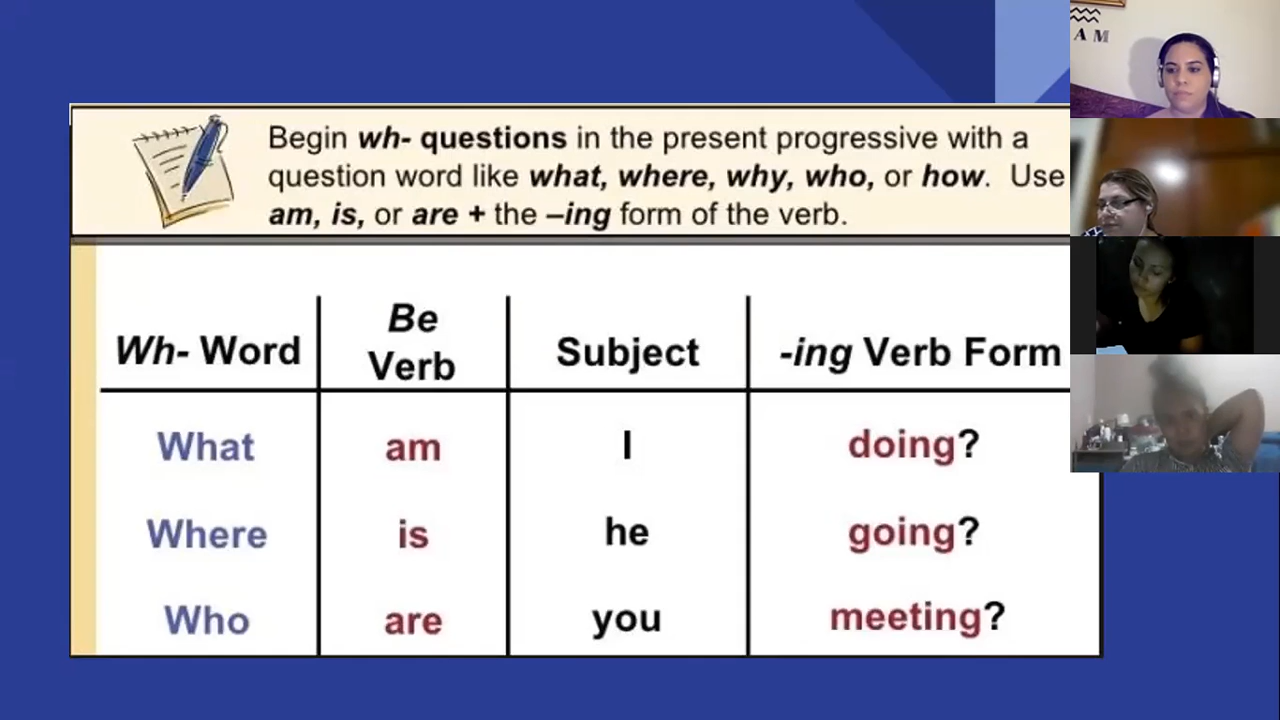 Begin wh- questions in the present progressive with a
question word like what, where, why, who, or how. Use
am, is, or are + the –ing form of the verb.
Wh- Word Be Verb Subject -ing Verb Form
What am I doing?
Where is he going?
Who are you meeting?
A M